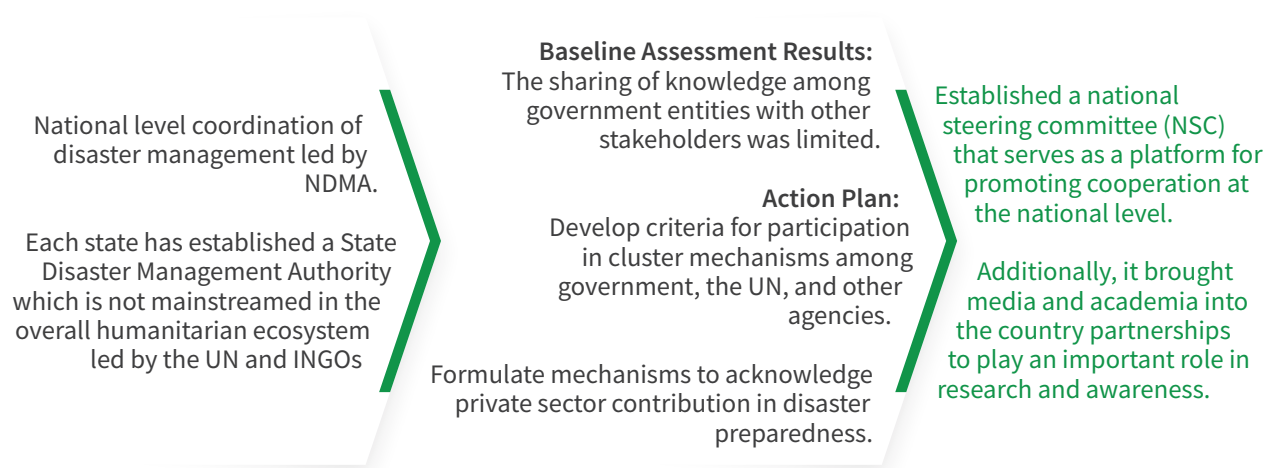 National level coordination of
disaster management led by
NDMA.
Each state has established a State
Disaster Management Authority
which is not mainstreamed in the
overall humanitarian ecosystem
led by the UN and INGOs
Baseline Assessment Results:
The sharing of knowledge among
government entities with other
stakeholders was limited.
Action Plan:
Develop criteria for participation
in cluster mechanisms among
government, the UN, and other
agencies.
Formulate mechanisms to acknowledge
private sector contribution in disaster
preparedness.
Established a national
steering committee (NSC)
that serves as a platform for
promoting cooperation at
the national level.
Additionally, it brought
media and academia into
the country partnerships
to play an important role in
research and awareness.